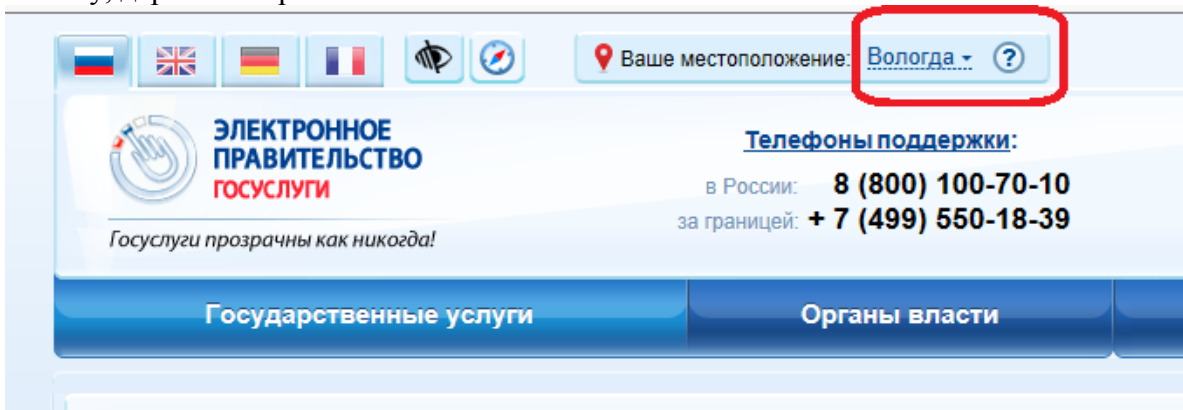 Ваше местоположение: Вологда
?
ЭЛЕКТРОННОЕ
ПРАВИТЕЛЬСТВО
ГОСУСЛУГИ
Госуслуги прозрачны как никогда!
Телефоны поддержки:
в России: 8 (800) 100-70-10
за границей: + 7 (499) 550-18-39
Государственные услуги
Органы власти